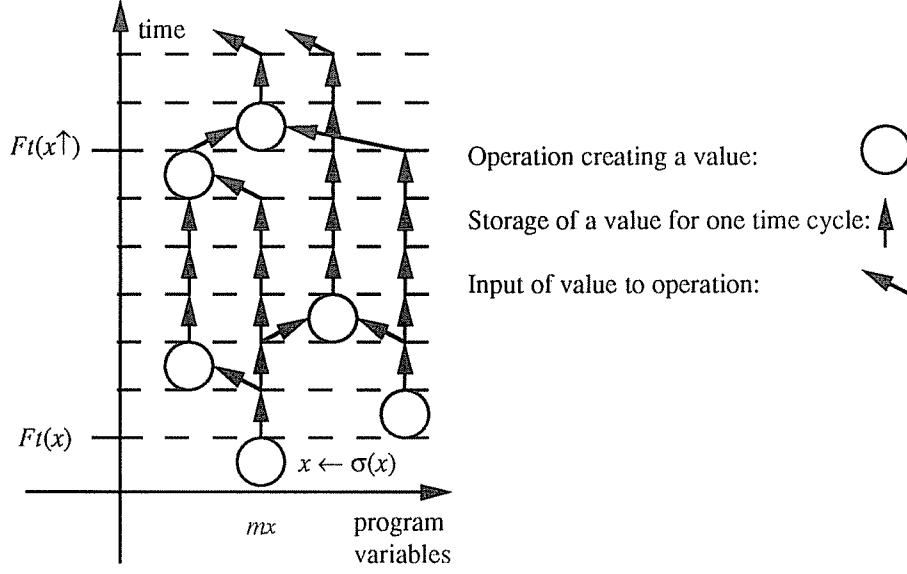 time
Ft(x↑)
Operation creating a value:
Storage of a value for one time cycle:
Input of value to operation:
Ft(x)
x ← σ(x)
mx
program
variables